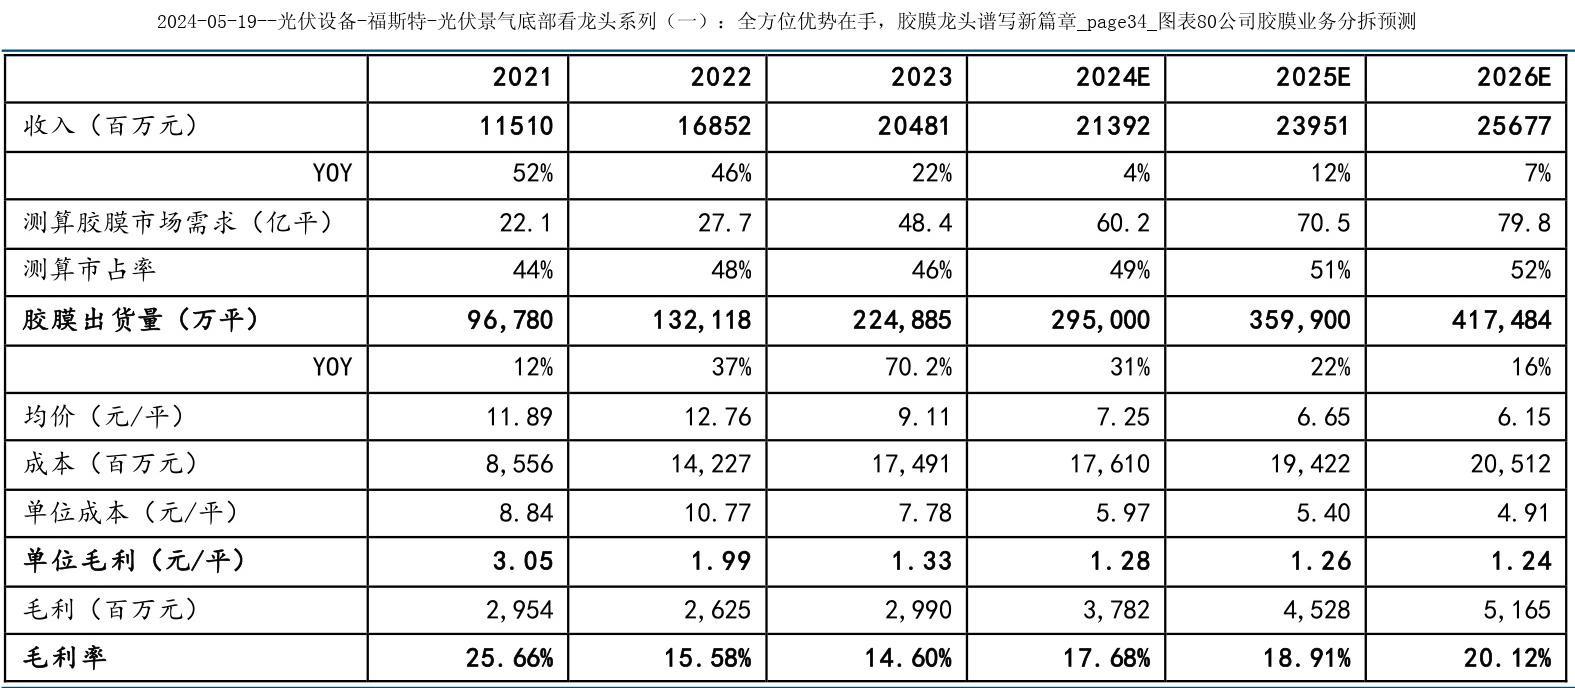 2024-05-19--光伏设备-福斯特-光伏景气底部看龙头系列（一）：全方位优势在手，胶膜龙头谱写新篇章_page34_图表80公司胶膜业务分拆预测
2021 2022 2023 2024E 2025E 2026E
收入（百万元） 11510 16852 20481 21392 23951 25677
YOY 52% 46% 22% 4% 12% 7%
测算胶膜市场需求（亿平） 22.1 27.7 48.4 60.2 70.5 79.8
测算市占率 44% 48% 46% 49% 51% 52%
胶膜出货量（万平） 96,780 132,118 224,885 295,000 359,900 417,484
YOY 12% 37% 70.2% 31% 22% 16%
均价（元/平） 11.89 12.76 9.11 7.25 6.65 6.15
成本（百万元） 8,556 14,227 17,491 17,610 19,422 20,512
单位成本（元/平） 8.84 10.77 7.78 5.97 5.40 4.91
单位毛利（元/平） 3.05 1.99 1.33 1.28 1.26 1.24
毛利（百万元） 2,954 2,625 2,990 3,782 4,528 5,165
毛利率 25.66% 15.58% 14.60% 17.68% 18.91% 20.12%